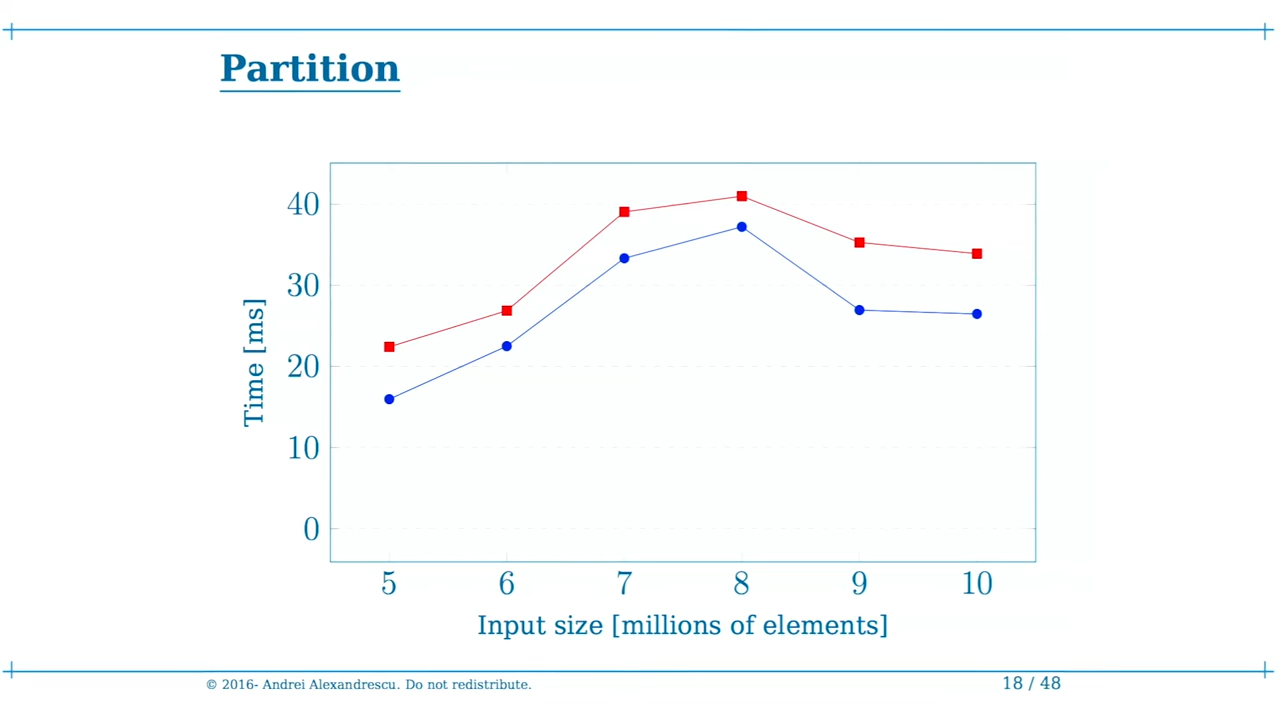 Partition
40
30
20
10
0
Time [ms]
5 6 7 8 9 10
Input size [millions of elements]
© 2016- Andrei Alexandrescu. Do not redistribute.
18 / 48